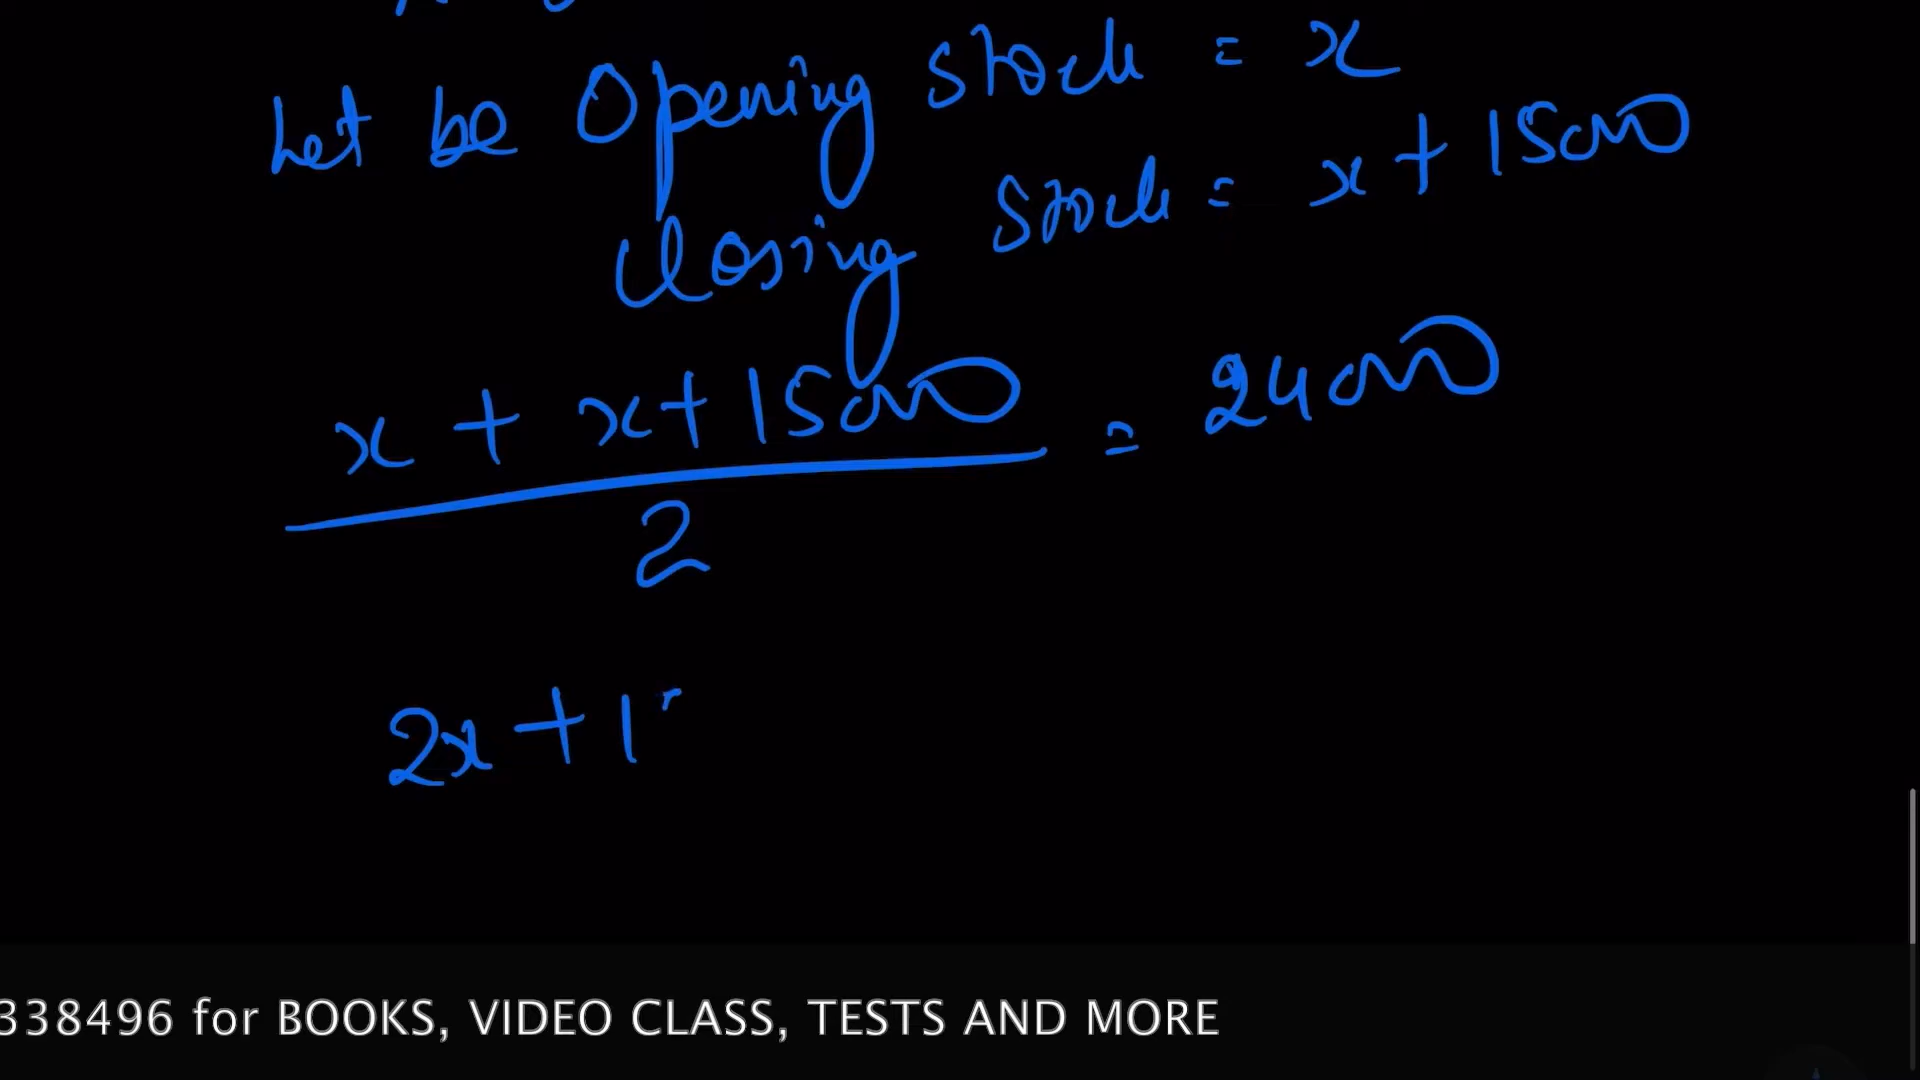 Let be Opening stock = x
Closing stock = x + 15000
x + x + 15000 = 24000
2
2x + 1
338496 for BOOKS, VIDEO CLASS, TESTS AND MORE